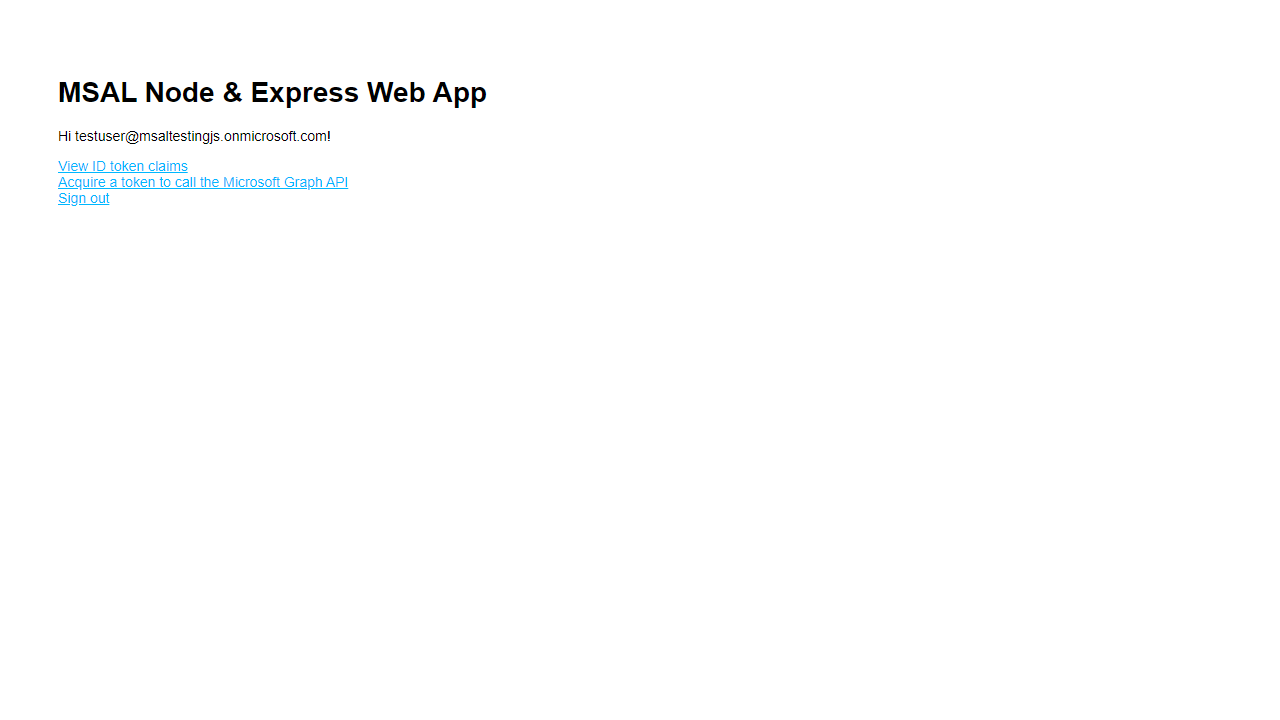 MSAL Node & Express Web App
Hi testuser@msaltestingjs.onmicrosoft.com!
View ID token claims
Acquire a token to call the Microsoft Graph API
Sign out